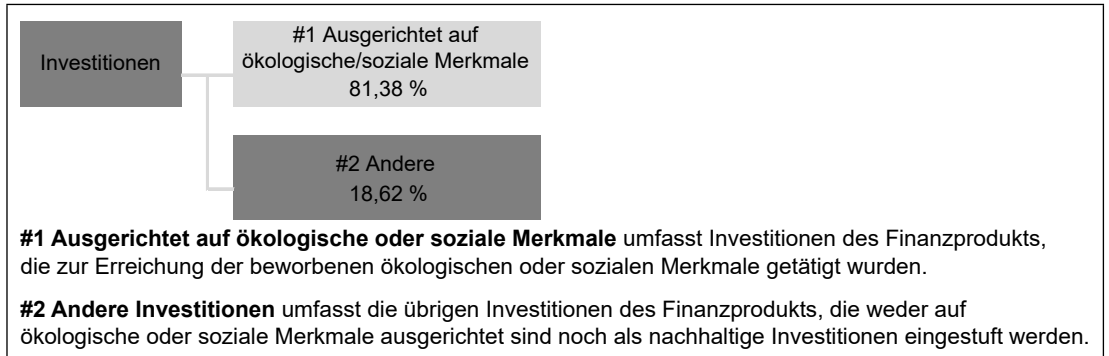 Investitionen
#1 Ausgerichtet auf
ökologische/soziale Merkmale
81,38 %
#2 Andere
18,62 %
#1 Ausgerichtet auf ökologische oder soziale Merkmale umfasst Investitionen des Finanzprodukts,
die zur Erreichung der beworbenen ökologischen oder sozialen Merkmale getätigt wurden.
#2 Andere Investitionen umfasst die übrigen Investitionen des Finanzprodukts, die weder auf
ökologische oder soziale Merkmale ausgerichtet sind noch als nachhaltige Investitionen eingestuft werden.